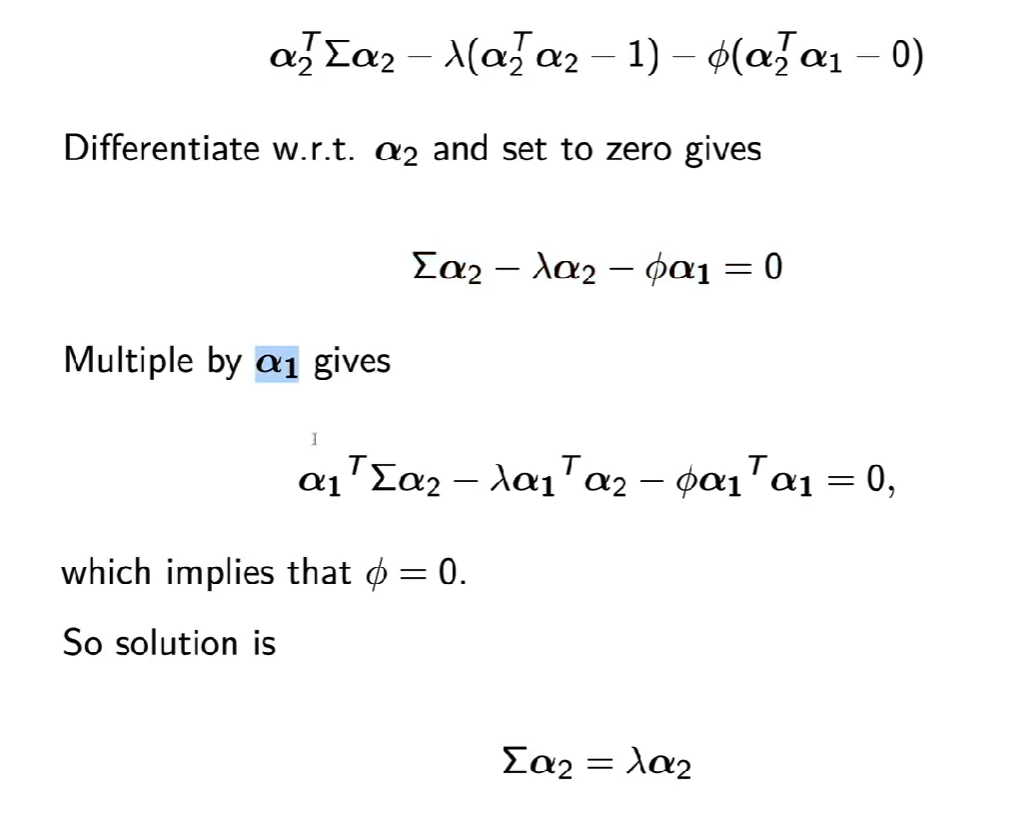 α₂ᵀΣα₂ − λ(α₂ᵀα₂ − 1) − ϕ(α₂ᵀα₁ − 0)
Differentiate w.r.t. α₂ and set to zero gives
Σα₂ − λα₂ − ϕα₁ = 0
Multiple by α₁ gives
α₁ᵀΣα₂ − λα₁ᵀα₂ − ϕα₁ᵀα₁ = 0,
which implies that ϕ = 0.
So solution is
Σα₂ = λα₂